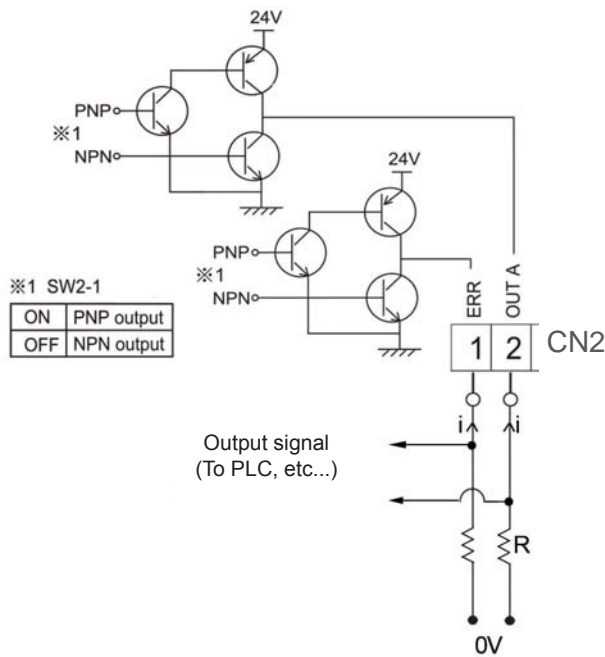 24V
PNP
※1
NPN
24V
PNP
※1
NPN
※1 SW2-1
ON PNP output
OFF NPN output
ERR
OUT A
1 2 CN2
i i
Output signal
(To PLC, etc...)
R
0V